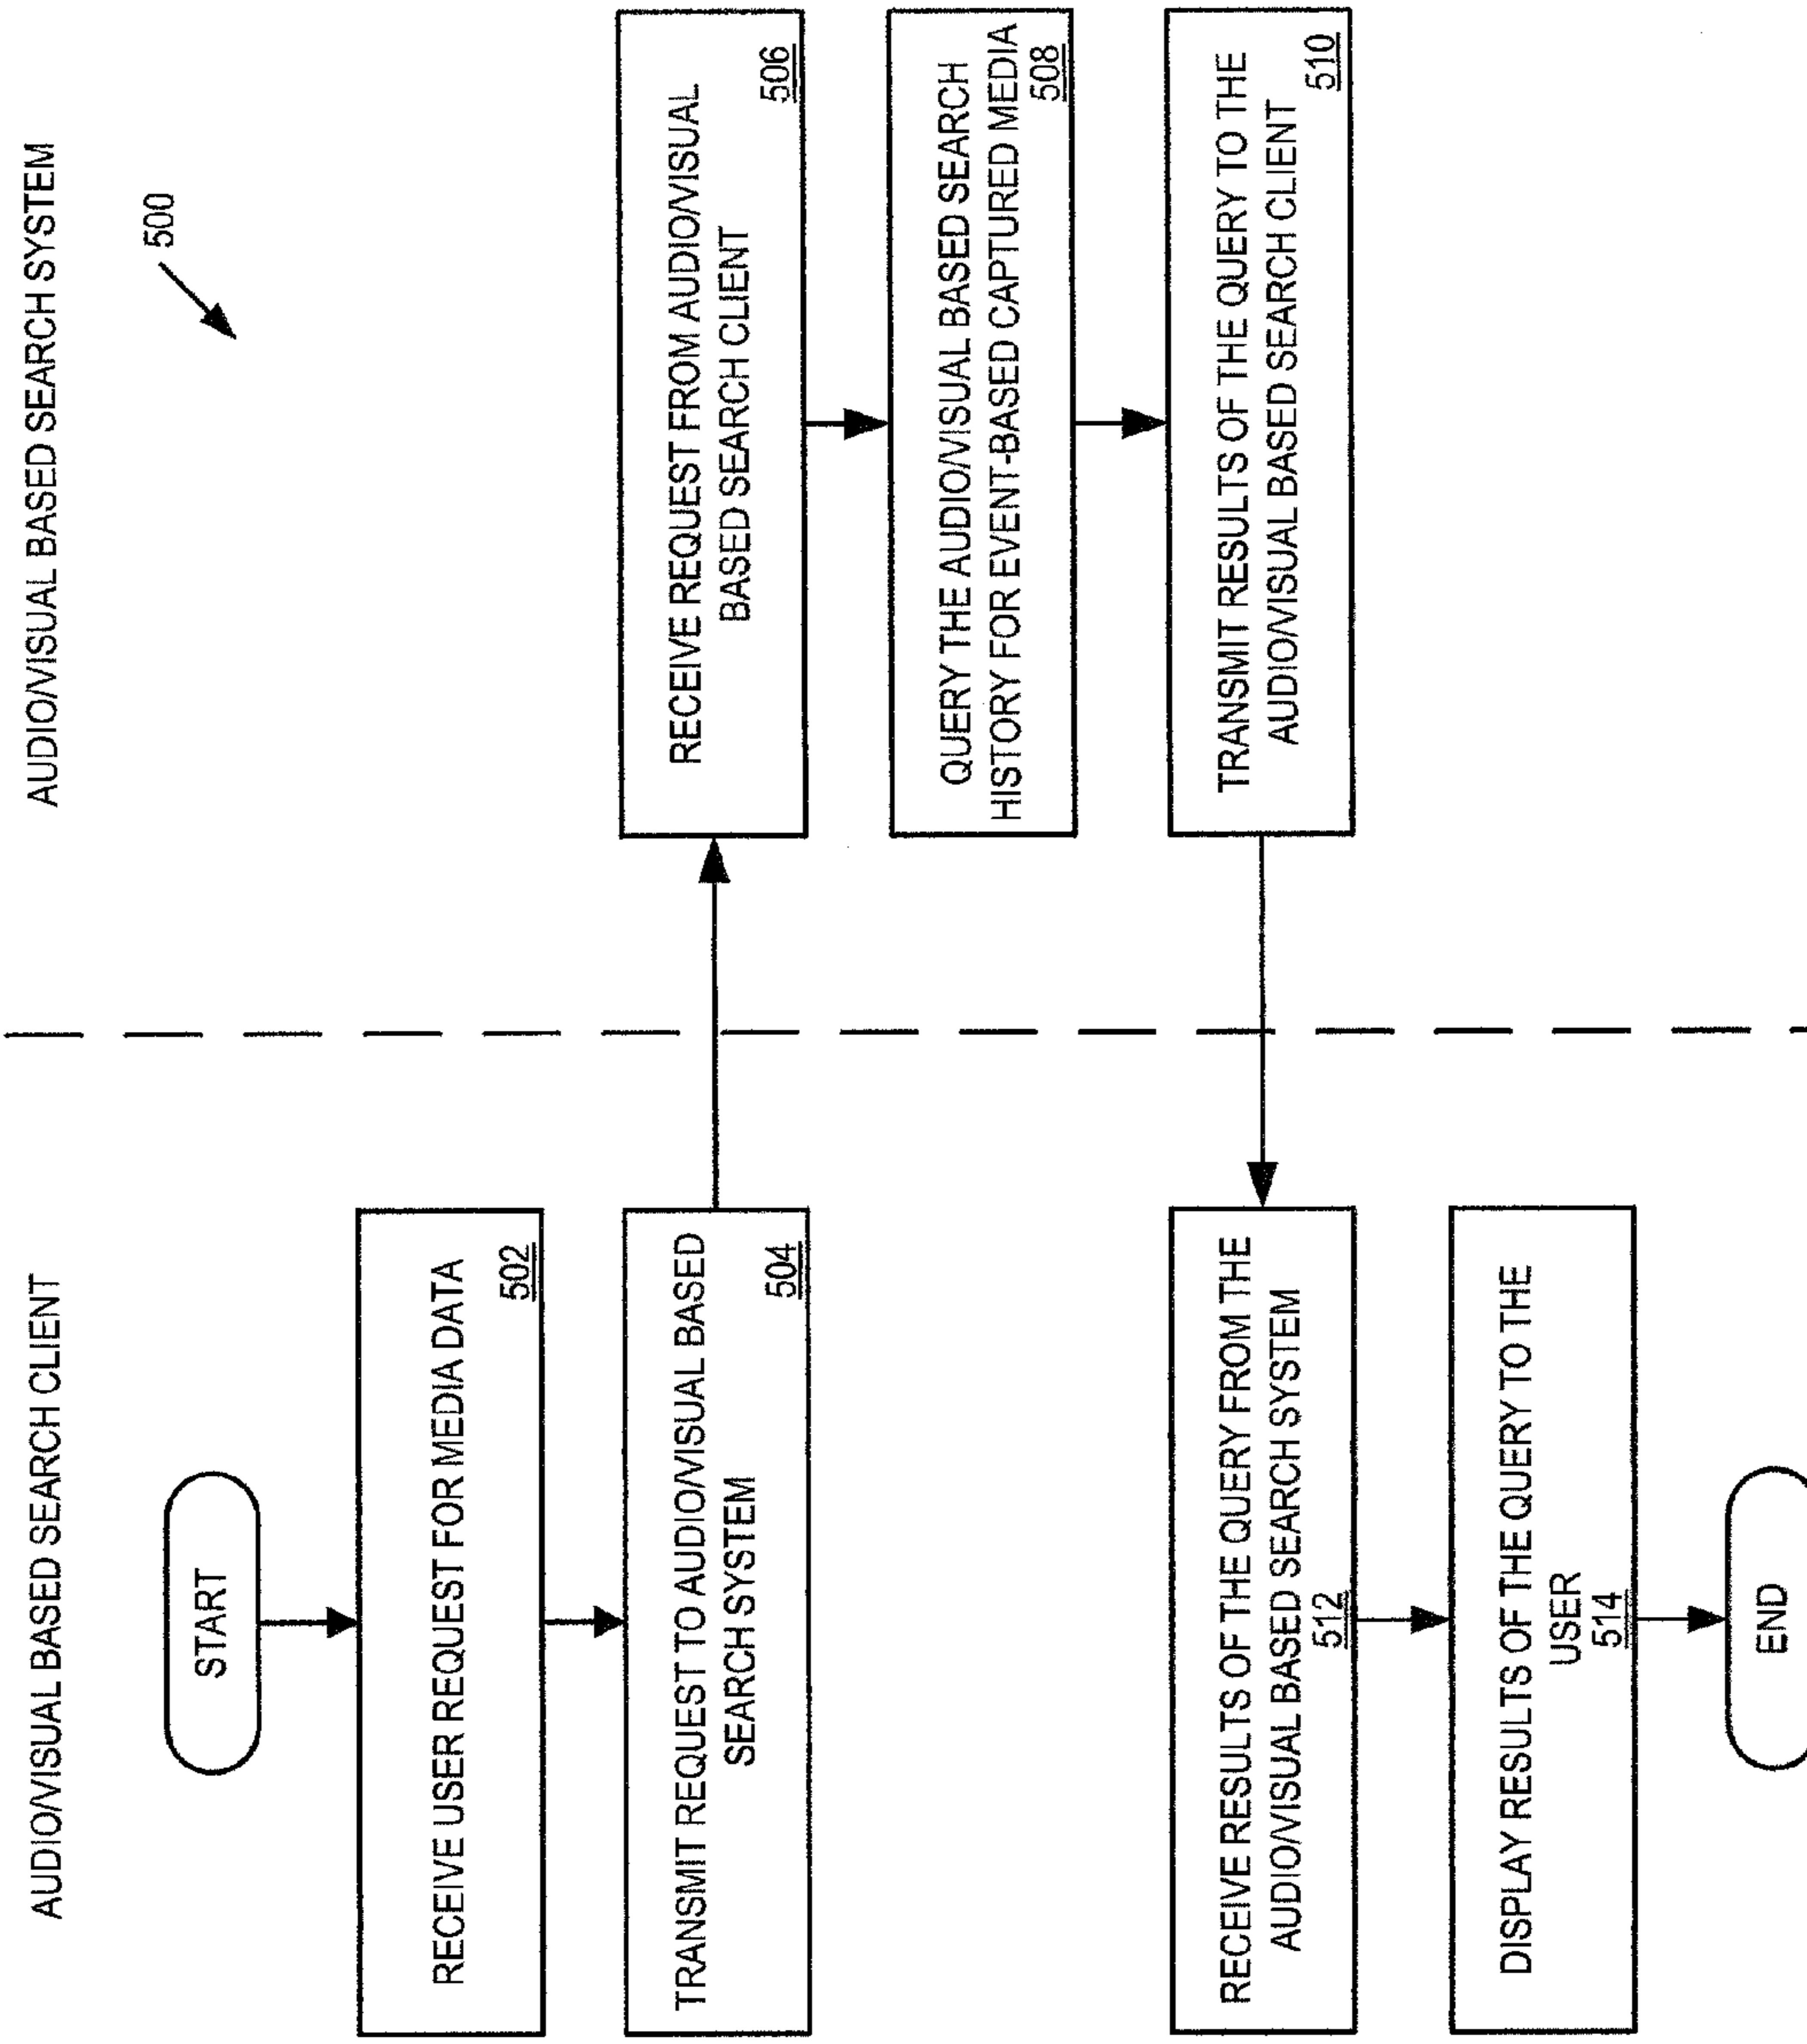 AUDIO/VISUAL BASED SEARCH CLIENT
AUDIO/VISUAL BASED SEARCH SYSTEM
500
START
RECEIVE USER REQUEST FOR MEDIA DATA
502
TRANSMIT REQUEST TO AUDIO/VISUAL BASED
SEARCH SYSTEM
504
RECEIVE REQUEST FROM AUDIO/VISUAL
BASED SEARCH CLIENT
506
QUERY THE AUDIO/VISUAL BASED SEARCH
HISTORY FOR EVENT-BASED CAPTURED MEDIA
508
TRANSMIT RESULTS OF THE QUERY TO THE
AUDIO/VISUAL BASED SEARCH CLIENT
510
RECEIVE RESULTS OF THE QUERY FROM THE
AUDIO/VISUAL BASED SEARCH SYSTEM
512
DISPLAY RESULTS OF THE QUERY TO THE
USER
514
END